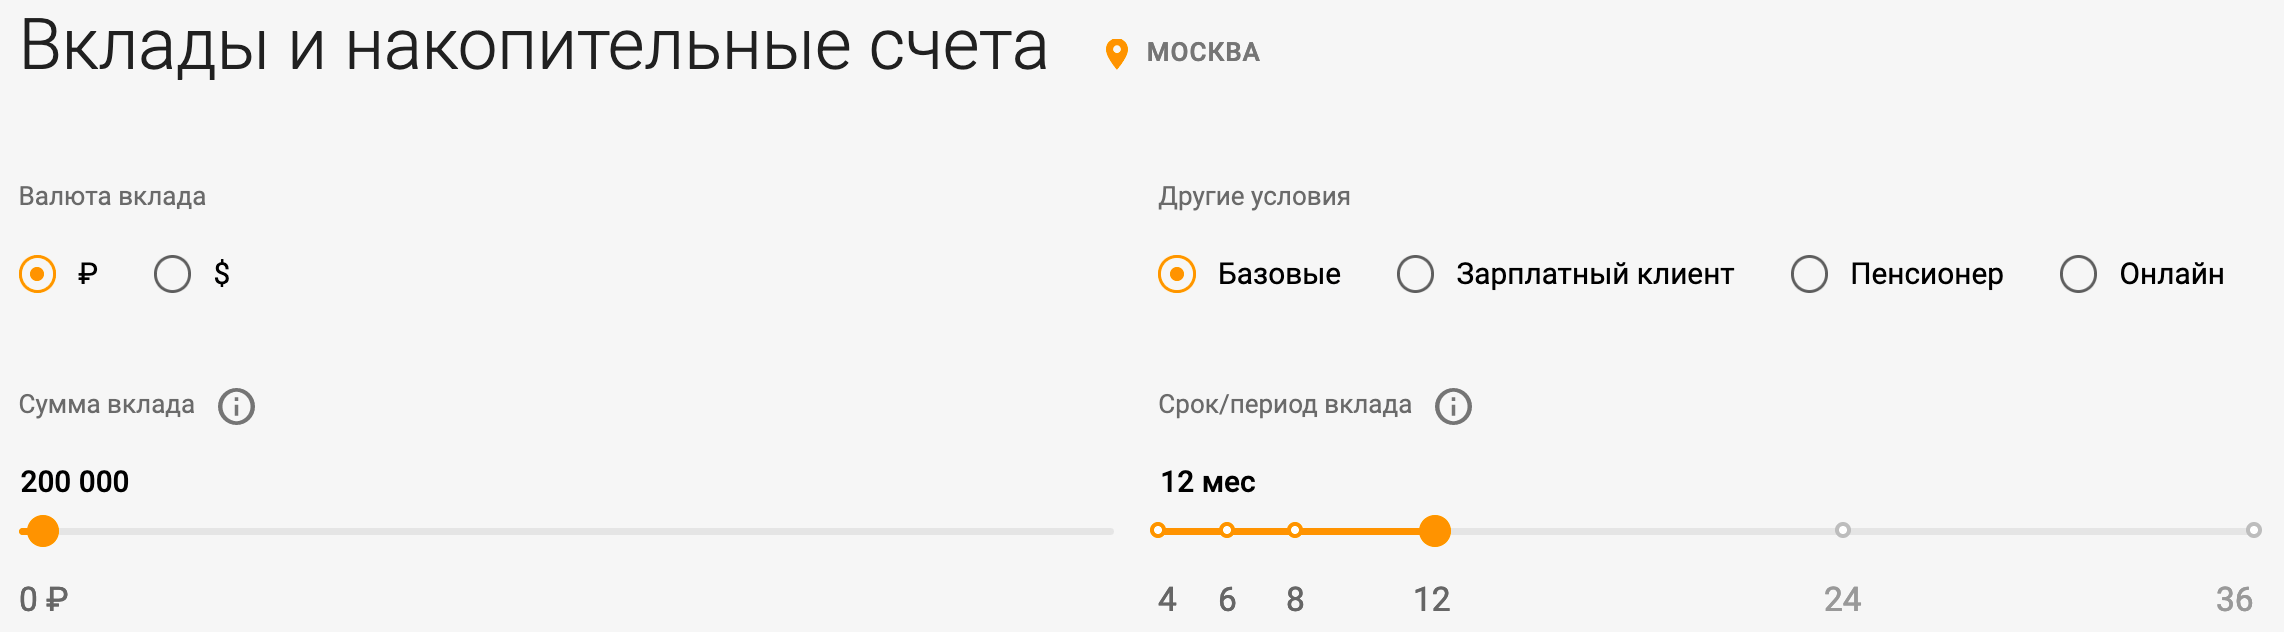 Вклады и накопительные счета
МОСКВА
Валюта вклада
₽ $
Другие условия
Базовые Зарплатный клиент Пенсионер Онлайн
Сумма вклада
200 000
0 ₽
Срок/период вклада
12 мес
4 6 8 12 24 36